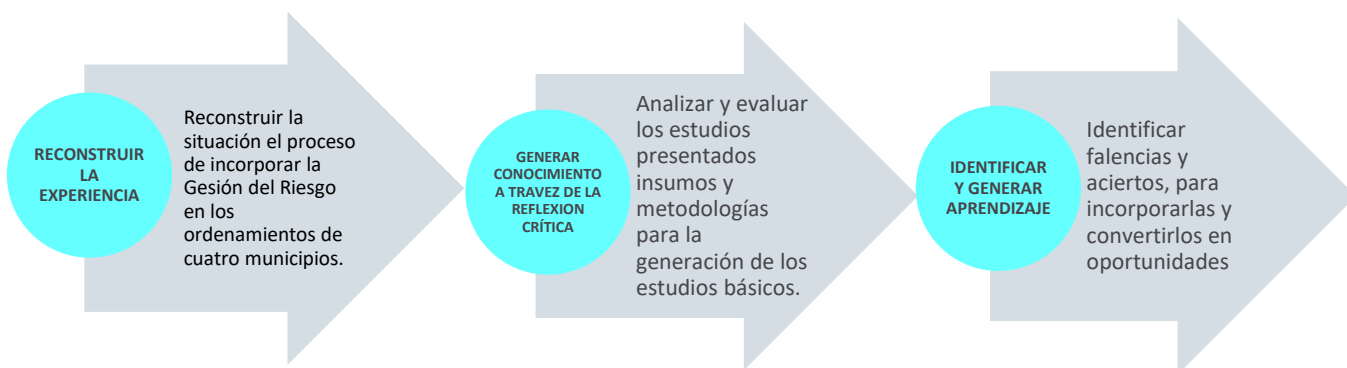 RECONSTRUIR
LA
EXPERIENCIA
Reconstruir la
situación el proceso
de incorporar la
Gesión del Riesgo
en los
ordenamientos de
cuatro municipios.
GENERAR
CONOCIMIENTO
A TRAVEZ DE LA
REFLEXION
CRÍTICA
Analizar y evaluar
los estudios
presentados
insumos y
metodologías
para la
generación de los
estudios básicos.
IDENTIFICAR
Y GENERAR
APRENDIZAJE
Identificar
falencias y
aciertos, para
incorporarlas y
convertirlos en
oportunidades